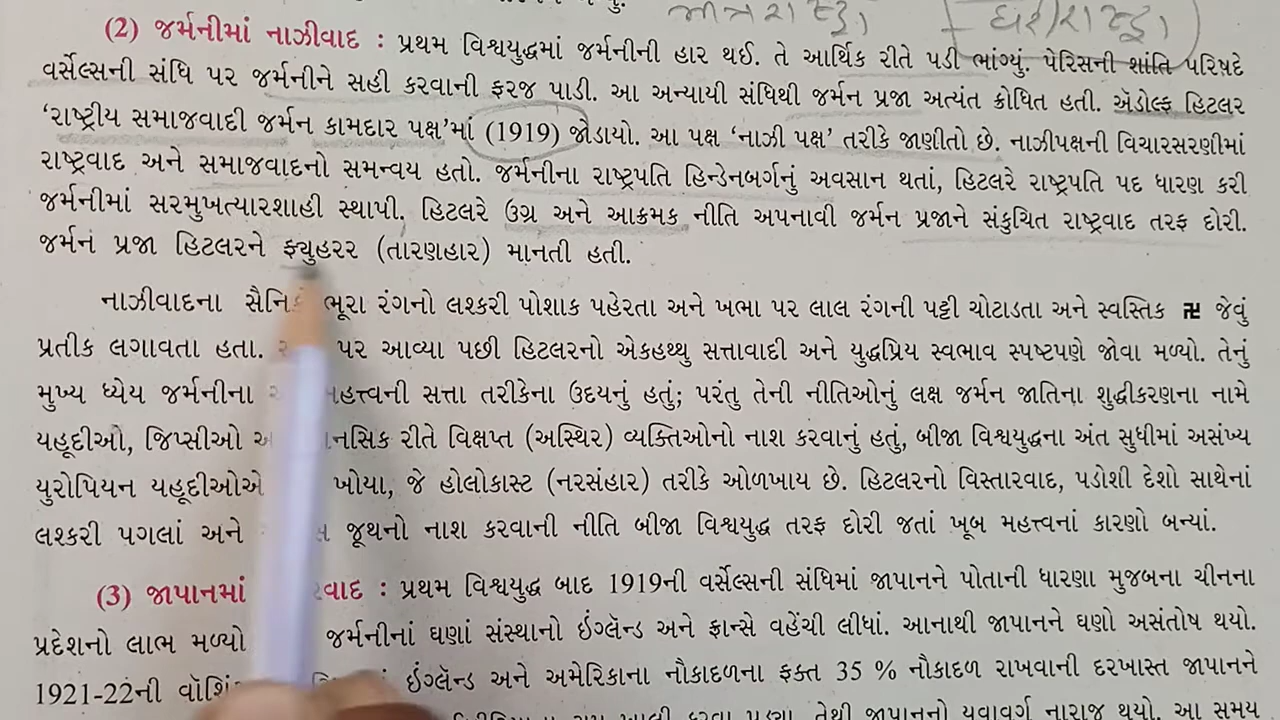 માત્ર રાષ્ટ્ર
(2) જર્મનીમાં નાઝીવાદ : પ્રથમ વિશ્વયુદ્ધમાં જર્મનીની હાર થઈ. તે આર્થિક રીતે પડી ભાંગ્યું. પેરિસની શાંતિ પરિષદે
વર્સેલ્સની સંધિ પર જર્મનીને સહી કરવાની ફરજ પાડી. આ અન્યાયી સંધિથી જર્મન પ્રજા અત્યંત ક્રોધિત હતી. ઍડોલ્ફ હિટલર
‘રાષ્ટ્રીય સમાજવાદી જર્મન કામદાર પક્ષ’માં (1919) જોડાયો. આ પક્ષ ‘નાઝી પક્ષ’ તરીકે જાણીતો છે. નાઝીપક્ષની વિચારસરણીમાં
રાષ્ટ્રવાદ અને સમાજવાદનો સમન્વય હતો. જર્મનીના રાષ્ટ્રપતિ હિન્ડેનબર્ગનું અવસાન થતાં, હિટલરે રાષ્ટ્રપતિ પદ ધારણ કરી
જર્મનીમાં સરમુખત્યારશાહી સ્થાપી. હિટલરે ઉગ્ર અને આક્રમક નીતિ અપનાવી જર્મન પ્રજાને સંકુચિત રાષ્ટ્રવાદ તરફ દોરી.
જર્મન પ્રજા હિટલરને ફ્યુહરર (તારણહાર) માનતી હતી.
નાઝીવાદના ભૂરા રંગનો લશ્કરી પોશાક પહેરતા અને ખભા પર લાલ રંગની પટ્ટી ચોટાડતા અને સ્વસ્તિક 卍 જેવું
પ્રતીક લગાવતા હતા. પર આવ્યા પછી હિટલરનો એકહથ્થુ સત્તાવાદી અને યુદ્ધપ્રિય સ્વભાવ સ્પષ્ટપણે જોવા મળ્યો. તેનું
મુખ્ય ધ્યેય જર્મનીના મહત્ત્વની સત્તા તરીકેના ઉદયનું હતું; પરંતુ તેની નીતિઓનું લક્ષ જર્મન જાતિના શુદ્ધીકરણના નામે
યહૂદીઓ, જિપ્સીઓ રીતે વિક્ષપ્ત (અસ્થિર) વ્યક્તિઓનો નાશ કરવાનું હતું, બીજા વિશ્વયુદ્ધના અંત સુધીમાં અસંખ્ય
યુરોપિયન યહૂદીઓએ ખોયા, જે હોલોકાસ્ટ (નરસંહાર) તરીકે ઓળખાય છે. હિટલરનો વિસ્તારવાદ, પડોશી દેશો સાથેનાં
લશ્કરી પગલાં અને જૂથનો નાશ કરવાની નીતિ બીજા વિશ્વયુદ્ધ તરફ દોરી જતાં ખૂબ મહત્ત્વનાં કારણો બન્યાં.
(3) જાપાનમાં : પ્રથમ વિશ્વયુદ્ધ બાદ 1919ની વર્સેલ્સની સંધિમાં જાપાનને પોતાની ધારણા મુજબના ચીનના
પ્રદેશનો લાભ મળ્યો જર્મનીનાં ઘણાં સંસ્થાનો ઇંગ્લૅન્ડ અને ફ્રાન્સે વહેંચી લીધાં. આનાથી જાપાનને ઘણો અસંતોષ થયો.
1921-22ની ઇંગ્લૅન્ડ અને અમેરિકાના નૌકાદળના ફક્ત 35 % નૌકાદળ રાખવાની દરખાસ્ત જાપાનને
તેથી જાપાનનો યુવાવર્ગ નારાજ થયો. આ સમય